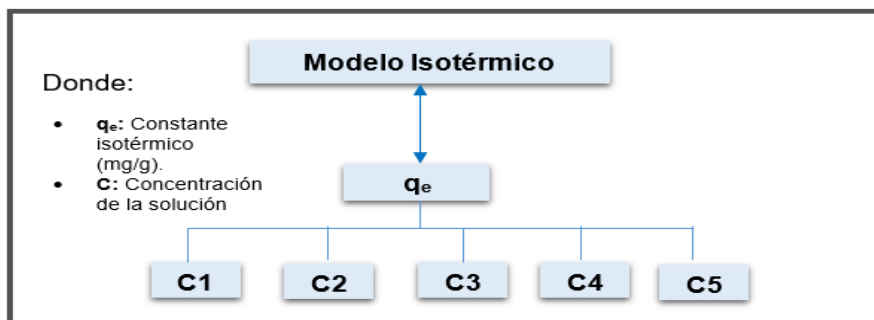 Modelo Isotérmico
Donde:
• qₑ: Constante
isotérmico
(mg/g).
• C: Concentración
de la solución
qₑ
C1 C2 C3 C4 C5